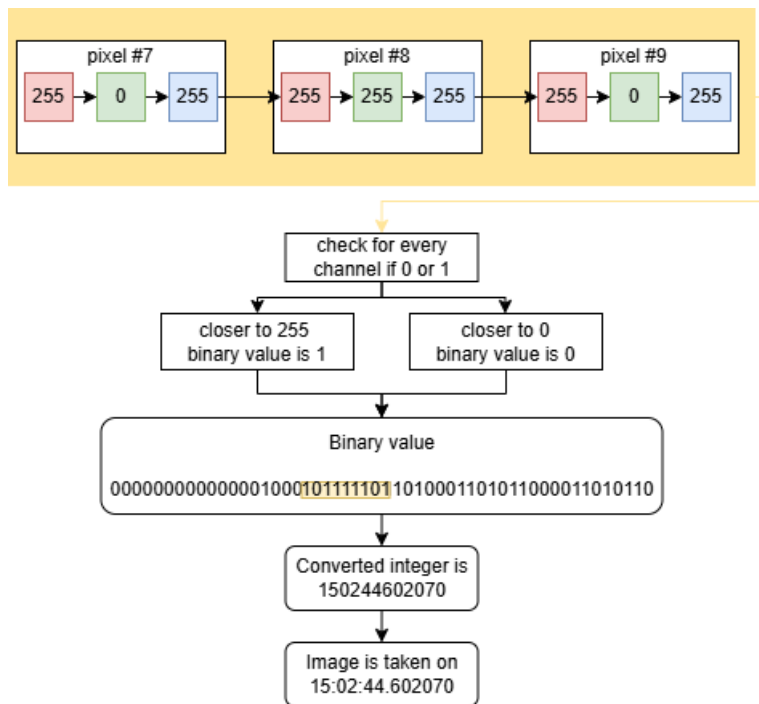 pixel #7
pixel #8
pixel #9
255
0
255
255
255
255
255
0
255
check for every
channel if 0 or 1
closer to 255
binary value is 1
closer to 0
binary value is 0
Binary value
0000000000000010001011111011010001101011000011010110
Converted integer is
150244602070
Image is taken on
15:02:44.602070